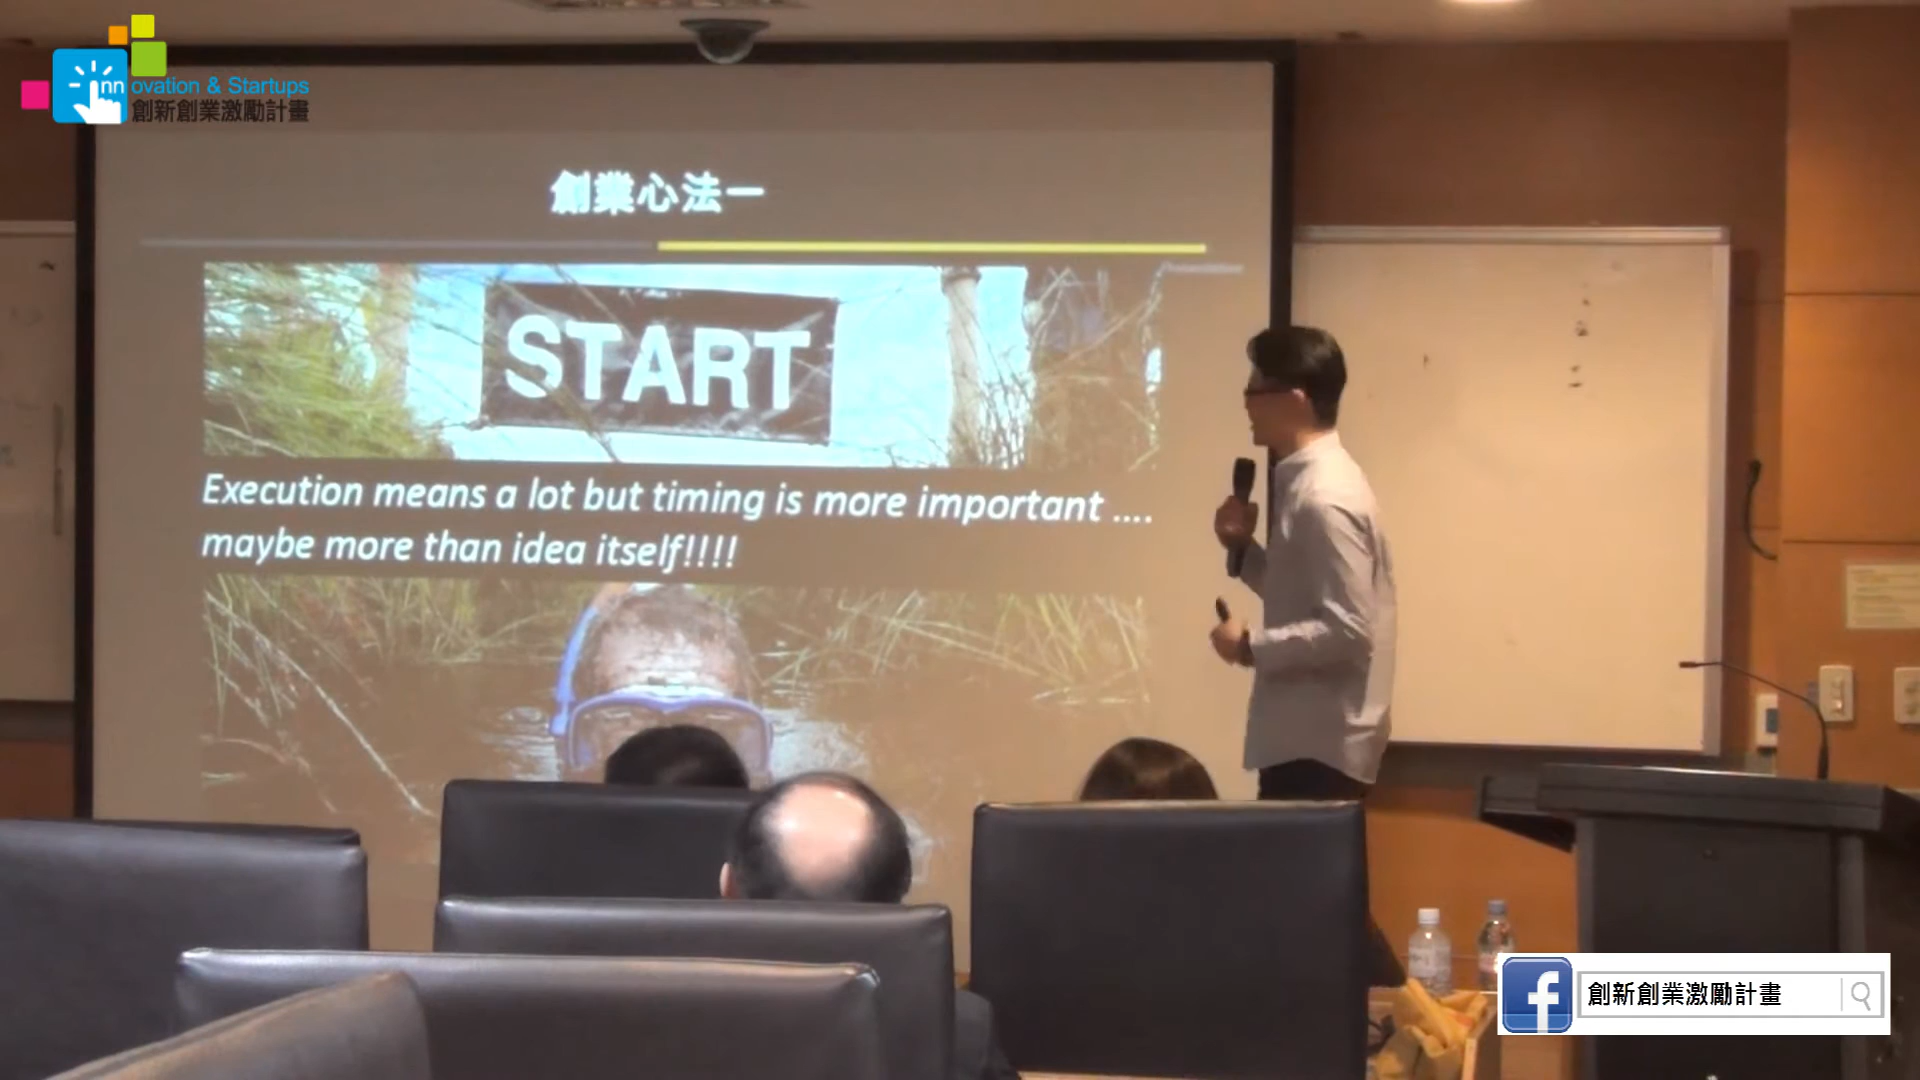 innovation & Startups
創新創業激勵計畫
創業心法一
START
Execution means a lot but timing is more important ....
maybe more than idea itself!!!!
f
創新創業激勵計畫